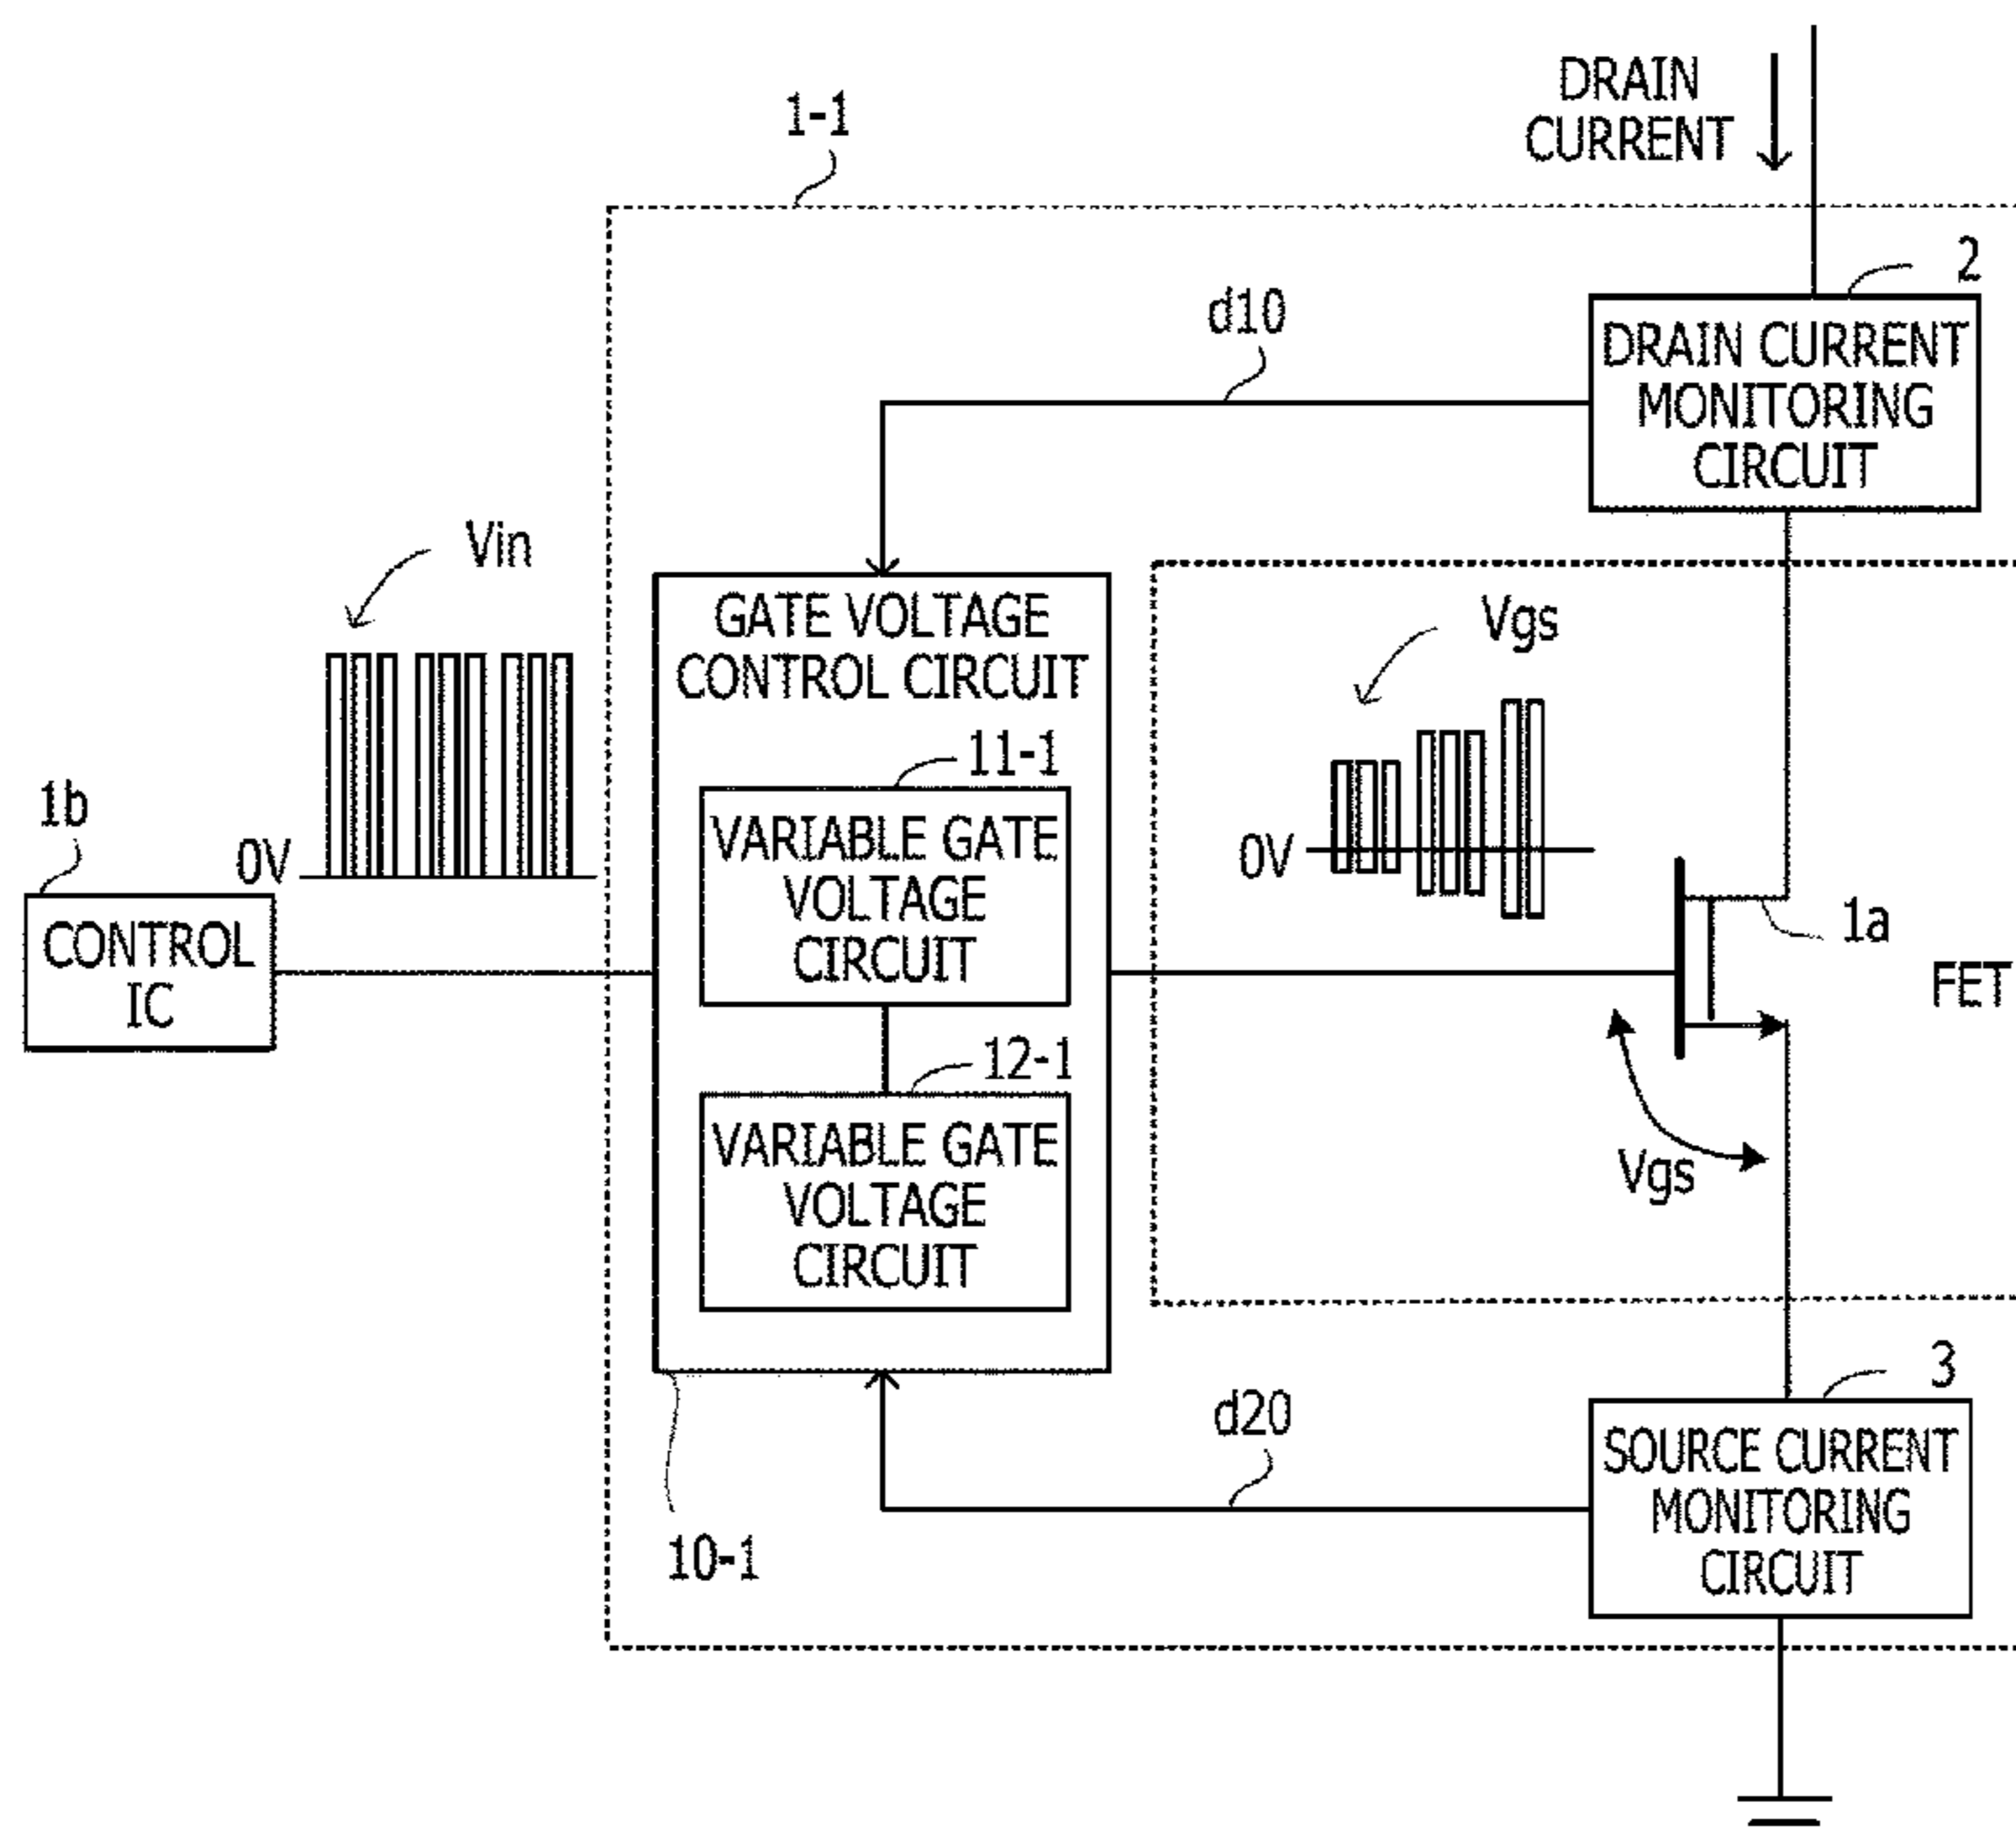 DRAIN
CURRENT
1-1
2
d10
DRAIN CURRENT
MONITORING
CIRCUIT
Vin
GATE VOLTAGE
CONTROL CIRCUIT
Vgs
11-1
1b
0V
VARIABLE GATE
VOLTAGE
CIRCUIT
0V
1a
CONTROL
IC
FET
12-1
VARIABLE GATE
VOLTAGE
CIRCUIT
Vgs
3
d20
SOURCE CURRENT
MONITORING
CIRCUIT
10-1